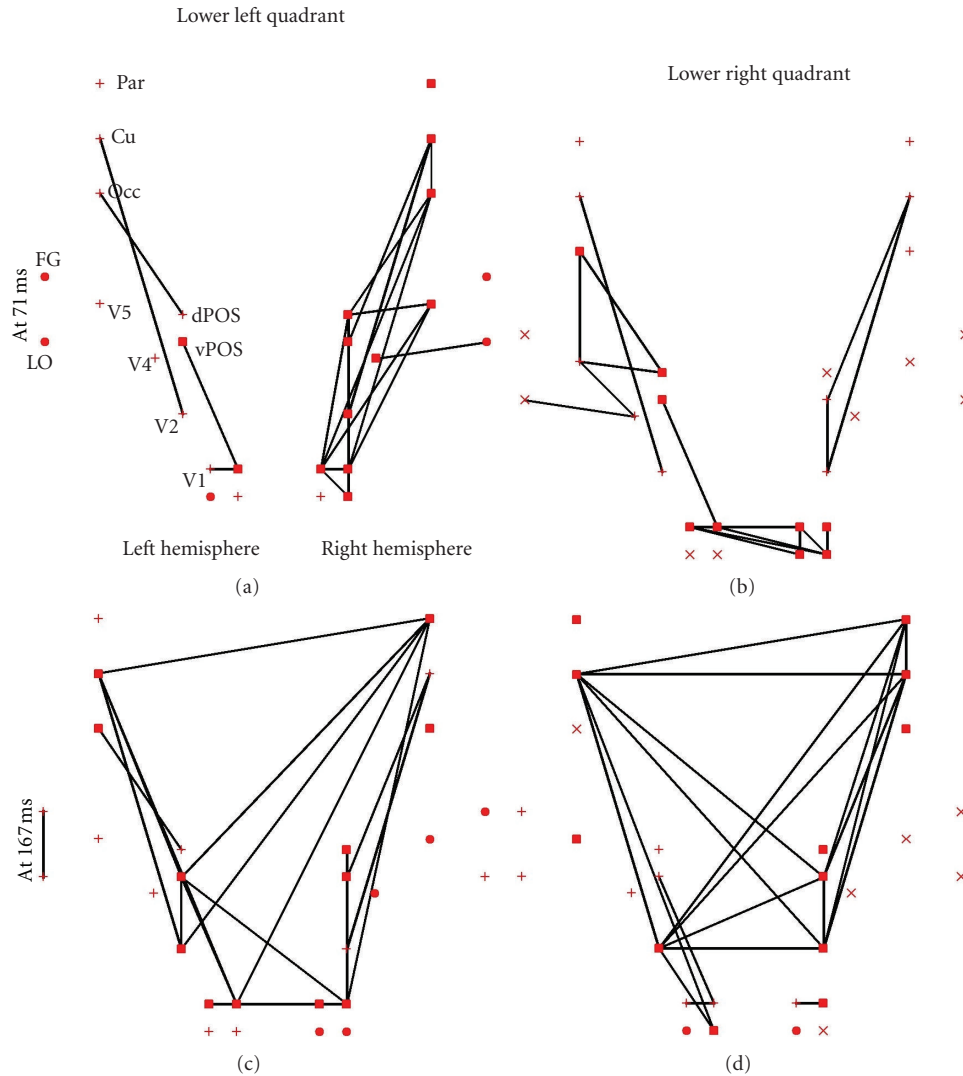 Lower left quadrant
Lower right quadrant
Par
Cu
Occ
FG
V5
dPOS
vPOS
LO
V4
V2
V1
At 71 ms
Left hemisphere
Right hemisphere
(a)
(b)
At 167 ms
(c)
(d)